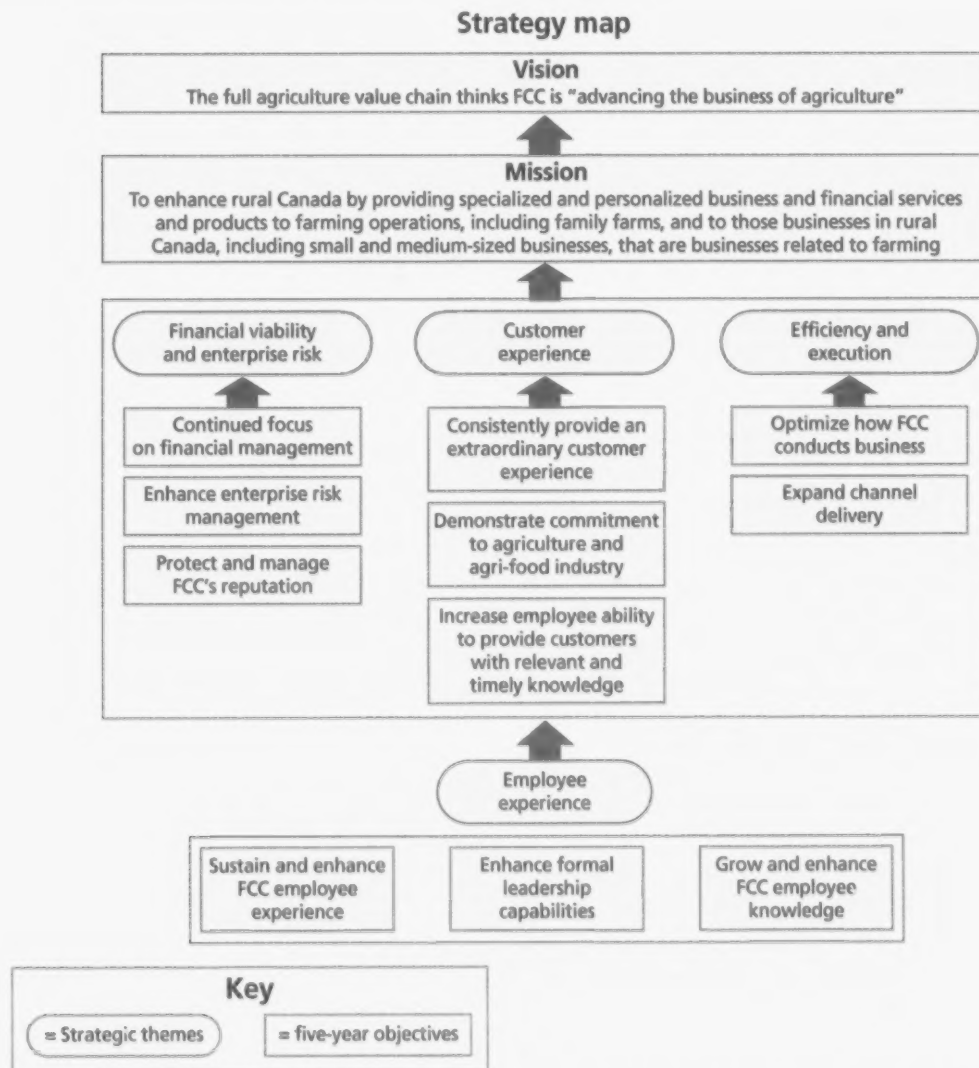 Strategy map
Vision
The full agriculture value chain thinks FCC is "advancing the business of agriculture"
Mission
To enhance rural Canada by providing specialized and personalized business and financial services
and products to farming operations, including family farms, and to those businesses in rural
Canada, including small and medium-sized businesses, that are businesses related to farming
Financial viability
and enterprise risk
Continued focus
on financial management
Enhance enterprise risk
management
Protect and manage
FCC's reputation
Customer
experience
Consistently provide an
extraordinary customer
experience
Demonstrate commitment
to agriculture and
agri-food industry
Increase employee ability
to provide customers
with relevant and
timely knowledge
Efficiency and
execution
Optimize how FCC
conducts business
Expand channel
delivery
Employee
experience
Sustain and enhance
FCC employee
experience
Enhance formal
leadership
capabilities
Grow and enhance
FCC employee
knowledge
Key
= Strategic themes
= five-year objectives